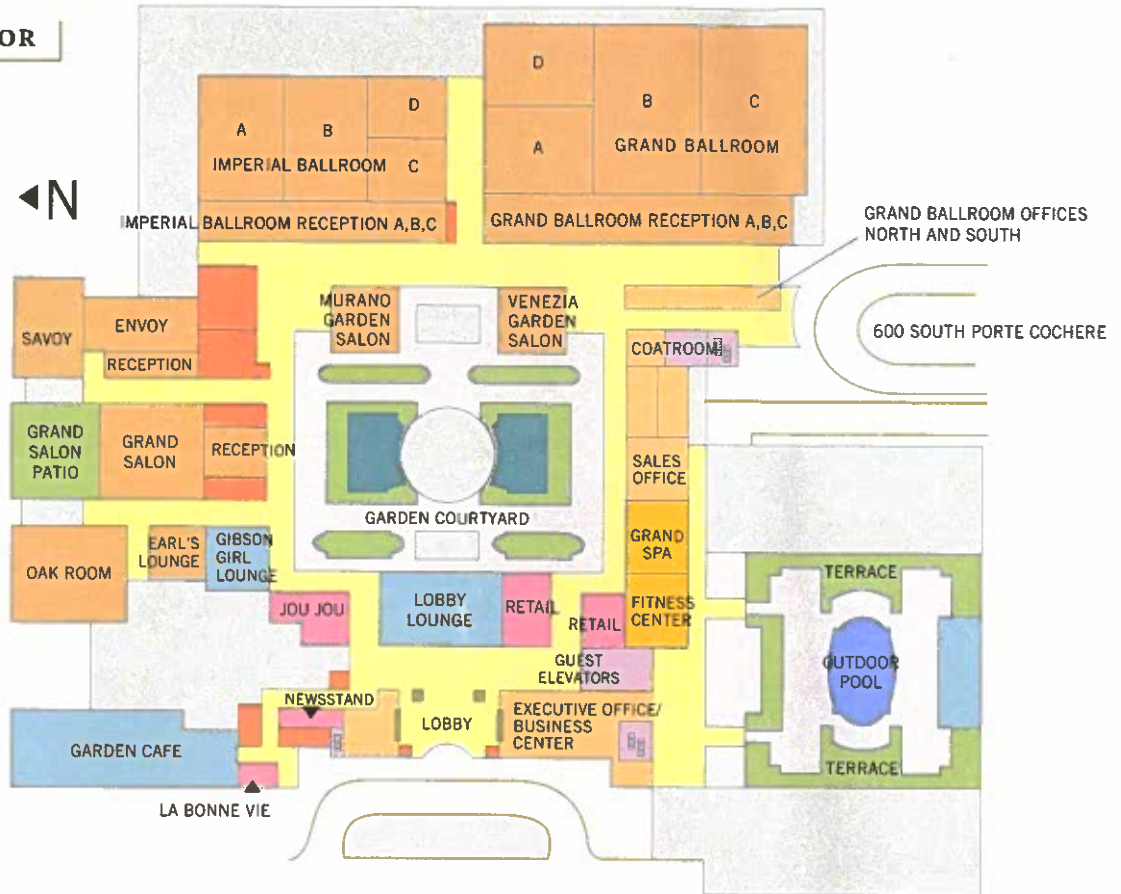 OR
D
B
C
A
GRAND BALLROOM
GRAND BALLROOM RECEPTION A,B,C
A
B
D
IMPERIAL BALLROOM
C
IMPERIAL BALLROOM RECEPTION A,B,C
N
GRAND BALLROOM OFFICES
NORTH AND SOUTH
600 SOUTH PORTE COCHERE
MURANO
GARDEN
SALON
VENEZIA
GARDEN
SALON
COATROOM
SAVOY
ENVOY
RECEPTION
GRAND
SALON
PATIO
GRAND
SALON
RECEPTION
GARDEN COURTYARD
SALES
OFFICE
GRAND
SPA
FITNESS
CENTER
OAK ROOM
EARL'S
LOUNGE
GIBSON
GIRL
LOUNGE
JOU JOU
LOBBY
LOUNGE
RETAIL
RETAIL
GUEST
ELEVATORS
TERRACE
OUTDOOR
POOL
TERRACE
NEWSSTAND
LOBBY
EXECUTIVE OFFICE/
BUSINESS
CENTER
GARDEN CAFE
LA BONNE VIE